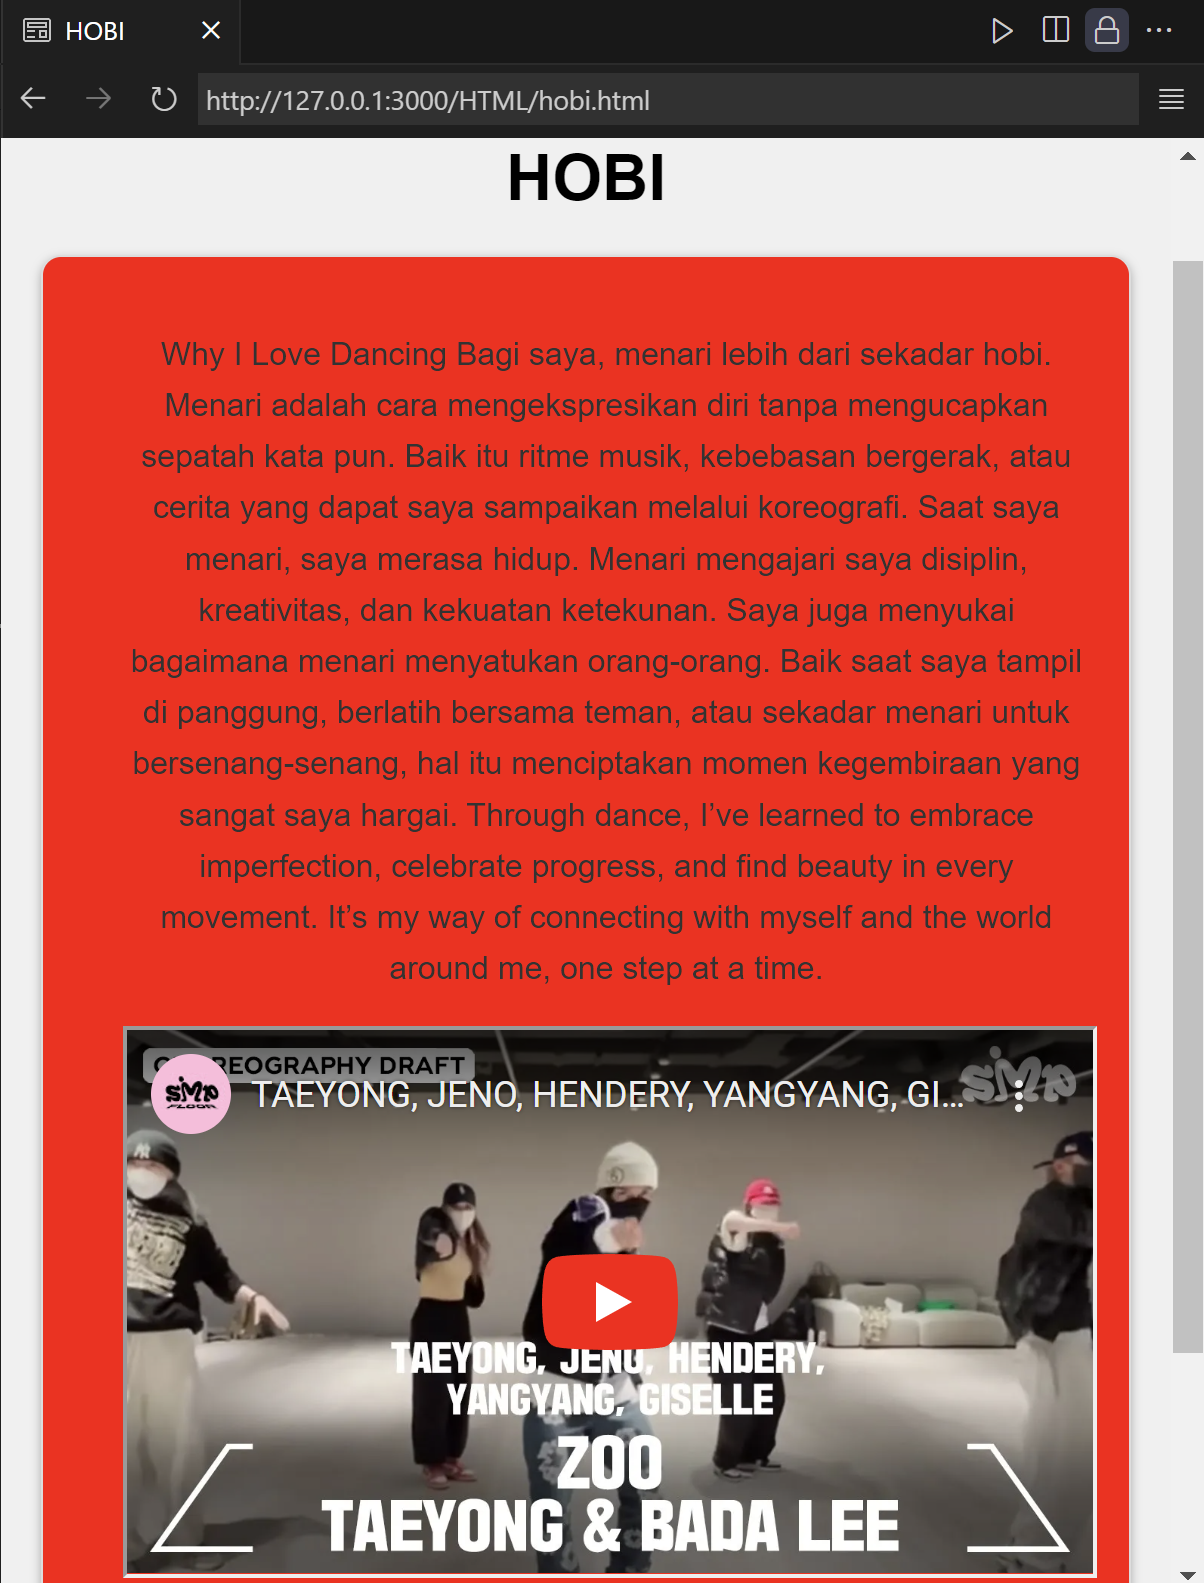 HOBI
http://127.0.0.1:3000/HTML/hobi.html
HOBI
Why I Love Dancing Bagi saya, menari lebih dari sekadar hobi.
Menari adalah cara mengekspresikan diri tanpa mengucapkan
sepatah kata pun. Baik itu ritme musik, kebebasan bergerak, atau
cerita yang dapat saya sampaikan melalui koreografi. Saat saya
menari, saya merasa hidup. Menari mengajari saya disiplin,
kreativitas, dan kekuatan ketekunan. Saya juga menyukai
bagaimana menari menyatukan orang-orang. Baik saat saya tampil
di panggung, berlatih bersama teman, atau sekadar menari untuk
bersenang-senang, hal itu menciptakan momen kegembiraan yang
sangat saya hargai. Through dance, I’ve learned to embrace
imperfection, celebrate progress, and find beauty in every
movement. It’s my way of connecting with myself and the world
around me, one step at a time.
DRAFT
SIMP
FLOOR
TAEYONG, JENO, HENDERY, YANGYANG, GI...
SIMP
TAEYONG, JENO, HENDERY,
YANGYANG, GISELLE
ZOO
TAEYONG & BADA LEE